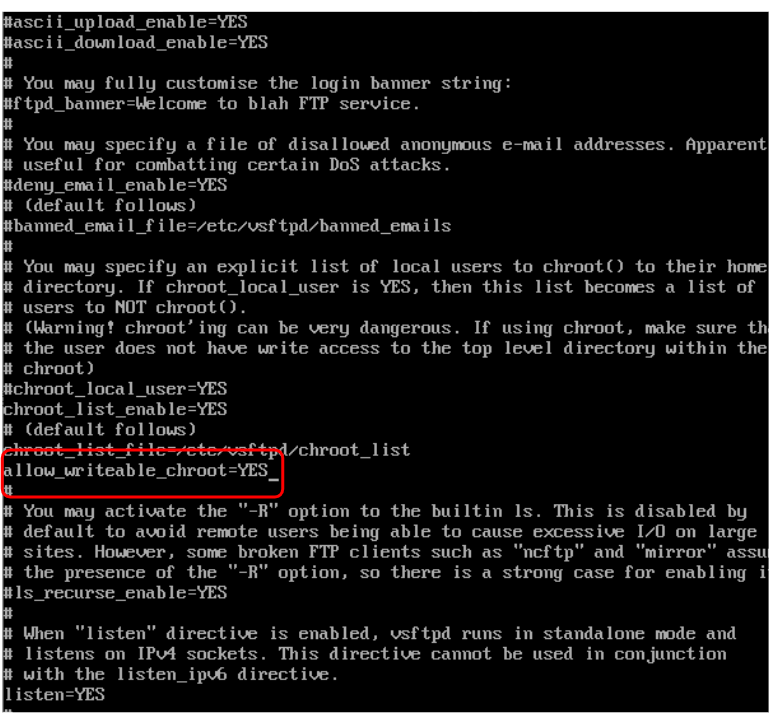 #ascii_upload_enable=YES
#ascii_download_enable=YES
#
# You may fully customise the login banner string:
#ftpd_banner=Welcome to blah FTP service.
#
# You may specify a file of disallowed anonymous e-mail addresses. Apparent
# useful for combatting certain DoS attacks.
#deny_email_enable=YES
# (default follows)
#banned_email_file=/etc/vsftpd/banned_emails
#
# You may specify an explicit list of local users to chroot() to their home
# directory. If chroot_local_user is YES, then this list becomes a list of
# users to NOT chroot().
# (Warning! chroot'ing can be very dangerous. If using chroot, make sure tha
# the user does not have write access to the top level directory within the
# chroot)
#chroot_local_user=YES
chroot_list_enable=YES
# (default follows)
chroot_list_file=/etc/vsftpd/chroot_list
allow_writeable_chroot=YES_
#
# You may activate the "-R" option to the builtin ls. This is disabled by
# default to avoid remote users being able to cause excessive I/O on large
# sites. However, some broken FTP clients such as "ncftp" and "mirror" assu
# the presence of the "-R" option, so there is a strong case for enabling i
#ls_recurse_enable=YES
#
# When "listen" directive is enabled, vsftpd runs in standalone mode and
# listens on IPv4 sockets. This directive cannot be used in conjunction
# with the listen_ipv6 directive.
listen=YES